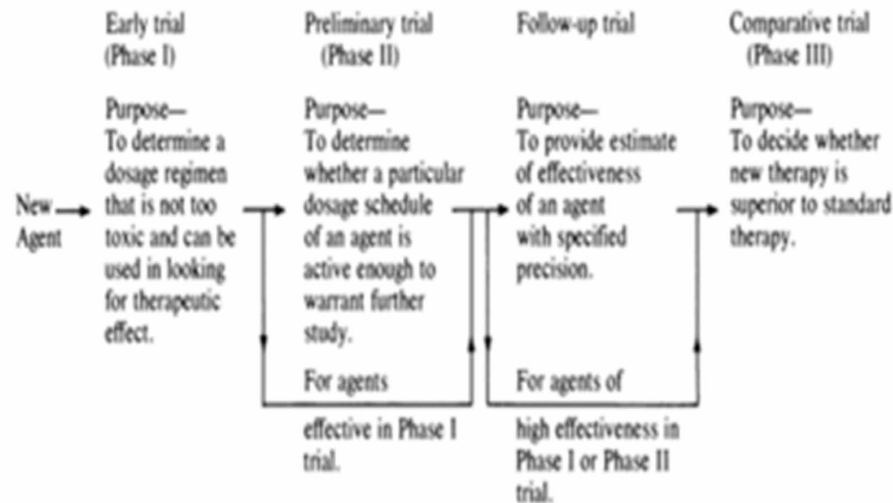 Early trial
(Phase I)
Purpose—
To determine a
dosage regimen
that is not too
toxic and can be
used in looking
for therapeutic
effect.
New
Agent
Preliminary trial
(Phase II)
Purpose—
To determine
whether a particular
dosage schedule
of an agent is
active enough to
warrant further
study.
For agents
effective in Phase I
trial.
Follow-up trial
Purpose—
To provide estimate
of effectiveness
of an agent
with specified
precision.
For agents of
high effectiveness in
Phase I or Phase II
trial.
Comparative trial
(Phase III)
Purpose—
To decide whether
new therapy is
superior to standard
therapy.